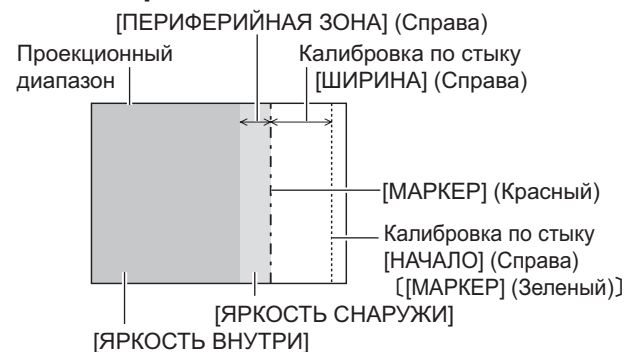 [ПЕРИФЕРИЙНАЯ ЗОНА] (Справа)
Проекционный
диапазон
Калибровка по стыку
[ШИРИНА] (Справа)
[МАРКЕР] (Красный)
Калибровка по стыку
[НАЧАЛО] (Справа)
〔[МАРКЕР] (Зеленый)〕
[ЯРКОСТЬ СНАРУЖИ]
[ЯРКОСТЬ ВНУТРИ]